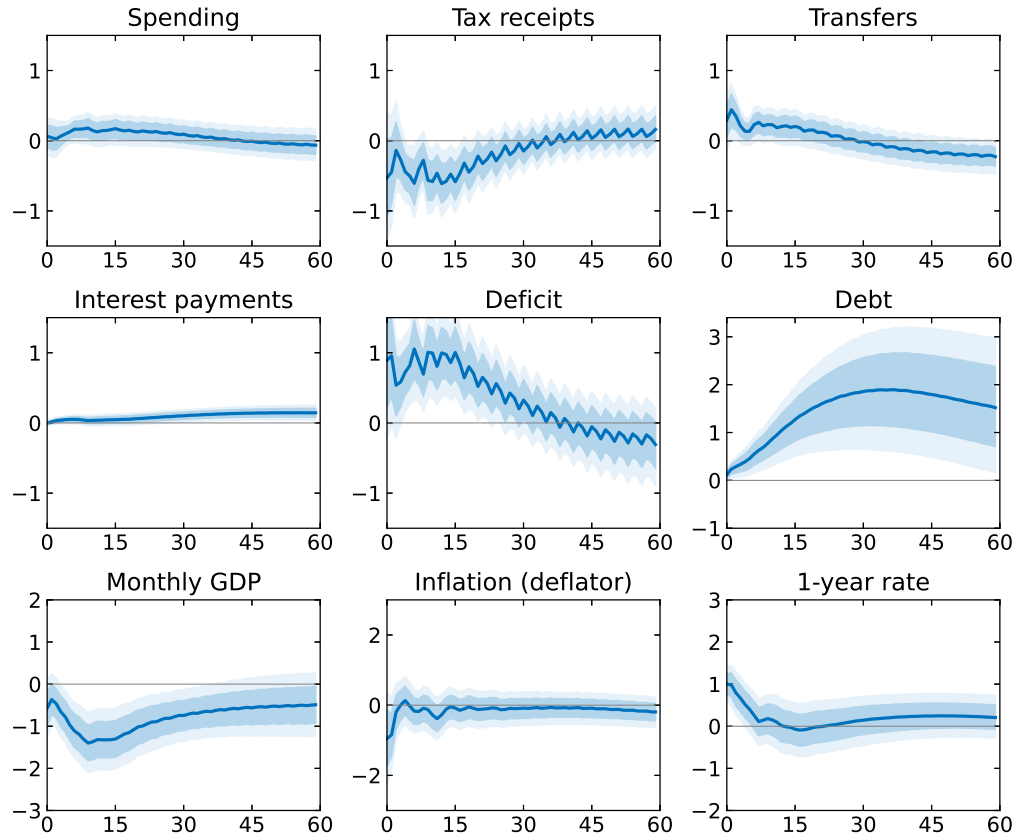 Spending Tax receipts Transfers
1 1 1
0 0 0
−1 −1 −1
0 15 30 45 60 0 15 30 45 60 0 15 30 45 60
Interest payments Deficit Debt
1 1 3
0 0 2
−1 −1 1
0
−1
0 15 30 45 60 0 15 30 45 60 0 15 30 45 60
Monthly GDP Inflation (deflator) 1-year rate
2 2 3
1 0 2
0 −2 1
−1 0
−2 −1
−3 −2
0 15 30 45 60 0 15 30 45 60 0 15 30 45 60